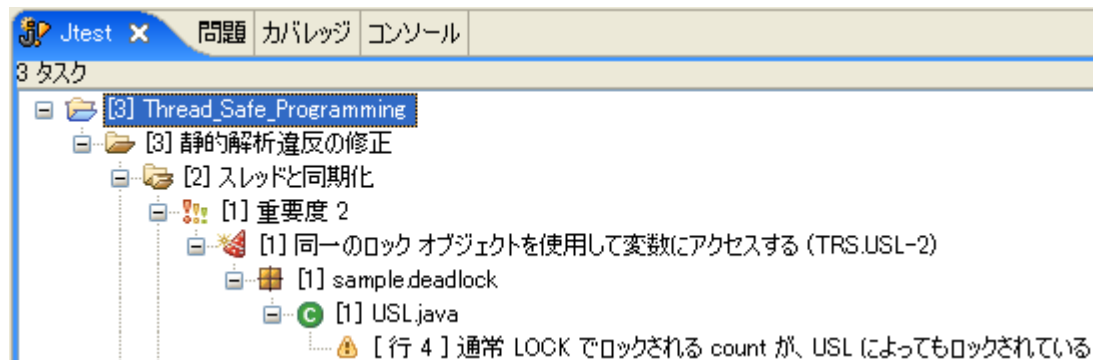 Jtest 問題 カバレッジ コンソール
3 タスク
[3] Thread_Safe_Programming
[3] 静的解析違反の修正
[2] スレッドと同期化
[1] 重要度 2
[1] 同一のロック オブジェクトを使用して変数にアクセスする (TRS.USL-2)
[1] sample.deadlock
[1] USL.java
[ 行 4 ] 通常 LOCK でロックされる count が、USL によってもロックされている